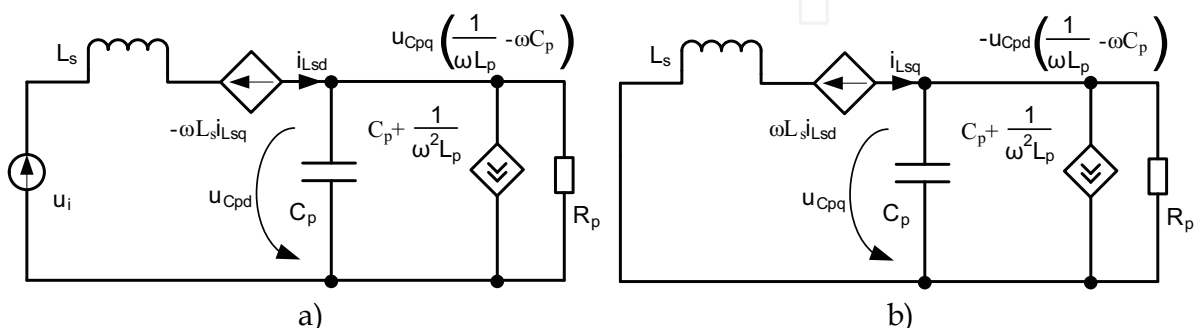 u_Cpq (1/ωL_p - ωC_p)
L_s
i_Lsd
-ωL_s i_Lsq
C_p + 1/ω²L_p
u_i
u_Cpd
C_p
R_p
a)
-u_Cpd (1/ωL_p - ωC_p)
L_s
i_Lsq
ωL_s i_Lsd
C_p + 1/ω²L_p
u_Cpq
C_p
R_p
b)